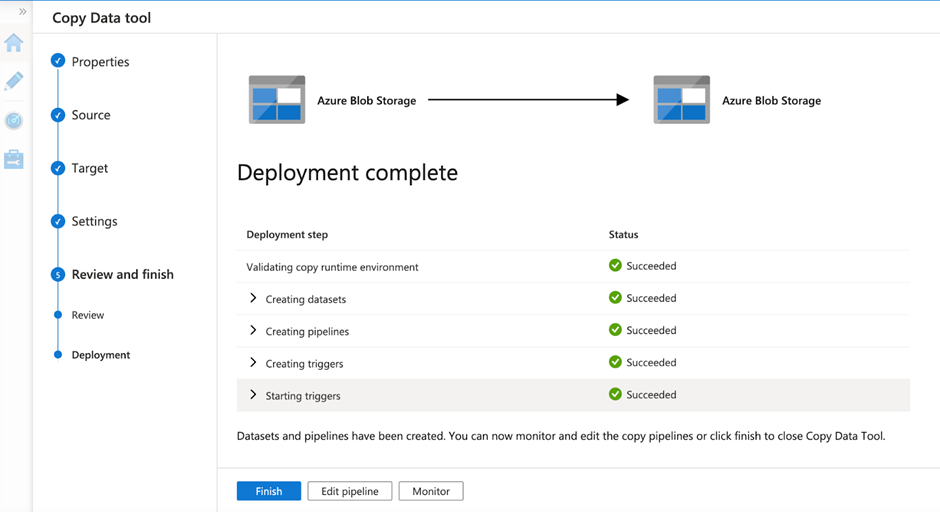 »
Copy Data tool
Properties
Source
Target
Settings
5 Review and finish
Review
Deployment
Azure Blob Storage
Azure Blob Storage
Deployment complete
Deployment step Status
Validating copy runtime environment Succeeded
Creating datasets Succeeded
Creating pipelines Succeeded
Creating triggers Succeeded
Starting triggers Succeeded
Datasets and pipelines have been created. You can now monitor and edit the copy pipelines or click finish to close Copy Data Tool.
Finish Edit pipeline Monitor